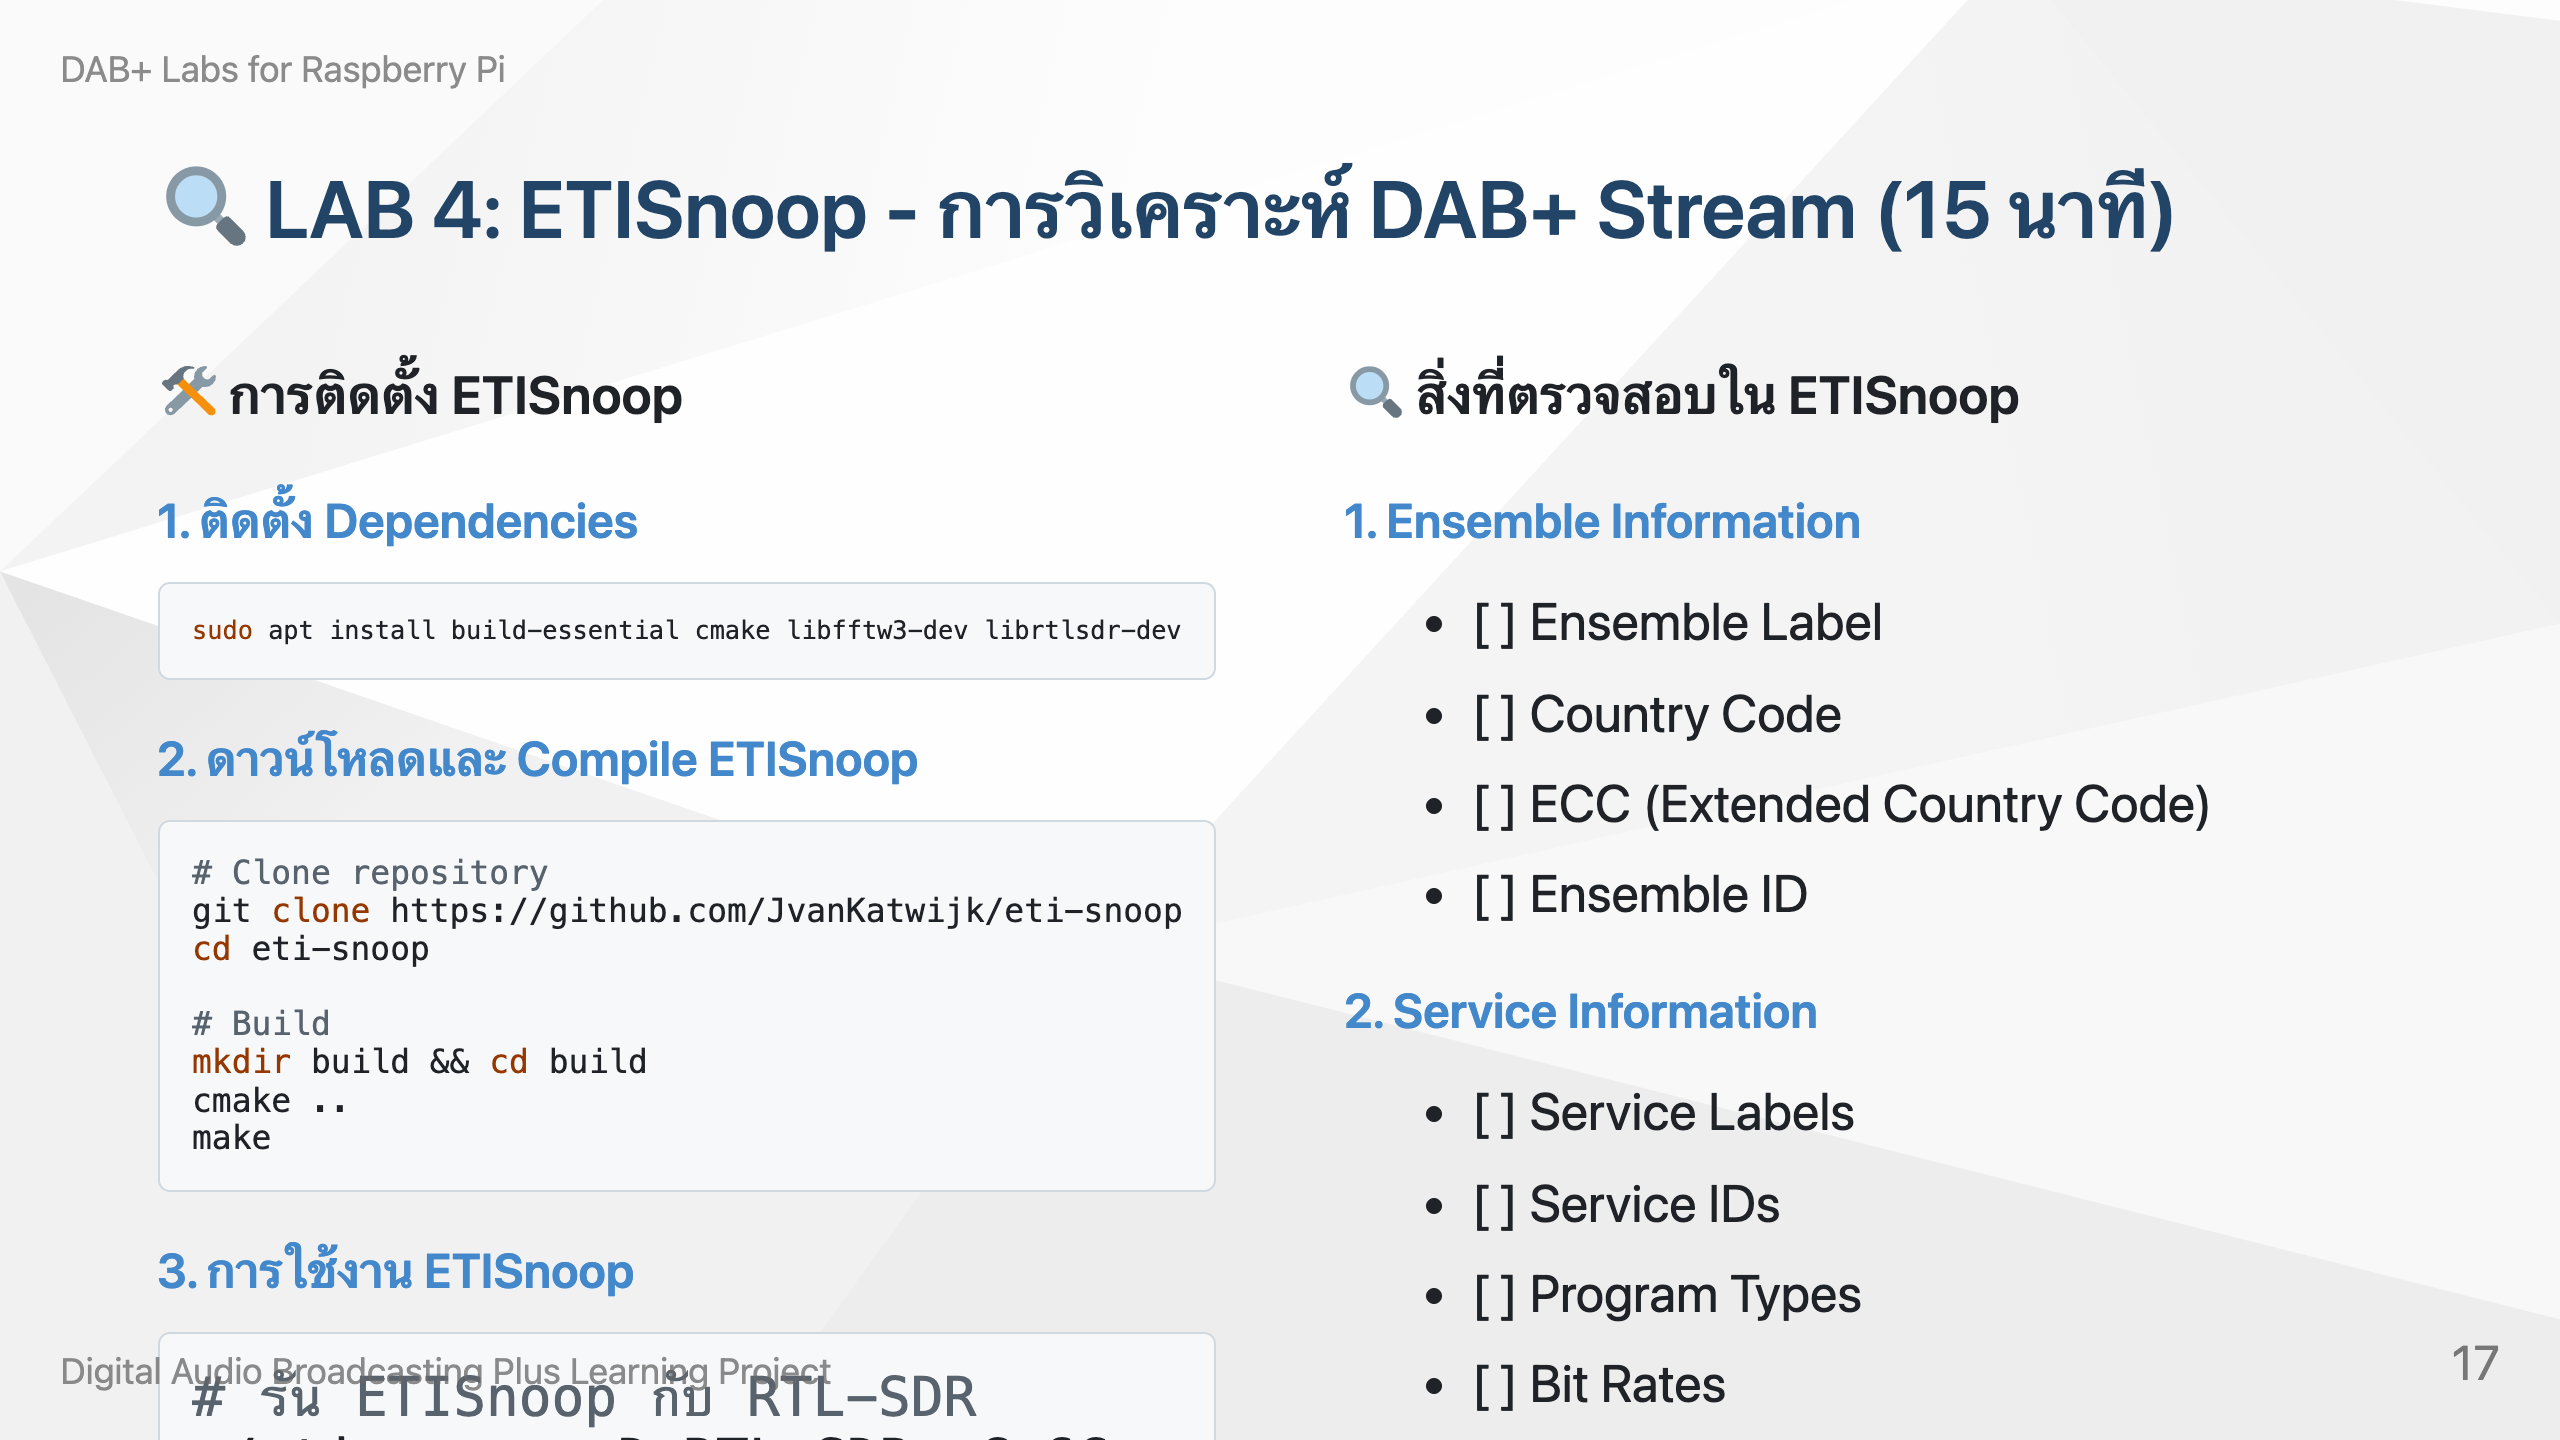 DAB+ Labs for Raspberry Pi
🔍 LAB 4: ETISnoop - การวิเคราะห์ DAB+ Stream (15 นาที)
🛠 การติดตั้ง ETISnoop
1. ติดตั้ง Dependencies
sudo apt install build-essential cmake libfftw3-dev librtlsdr-dev
2. ดาวน์โหลดและ Compile ETISnoop
# Clone repository
git clone https://github.com/JvanKatwijk/eti-snoop
cd eti-snoop
# Build
mkdir build && cd build
cmake ..
make
3. การใช้งาน ETISnoop
# รัน ETISnoop กับ RTL-SDR
🔍 สิ่งที่ตรวจสอบใน ETISnoop
1. Ensemble Information
• [ ] Ensemble Label
• [ ] Country Code
• [ ] ECC (Extended Country Code)
• [ ] Ensemble ID
2. Service Information
• [ ] Service Labels
• [ ] Service IDs
• [ ] Program Types
• [ ] Bit Rates
Digital Audio Broadcasting Plus Learning Project
17